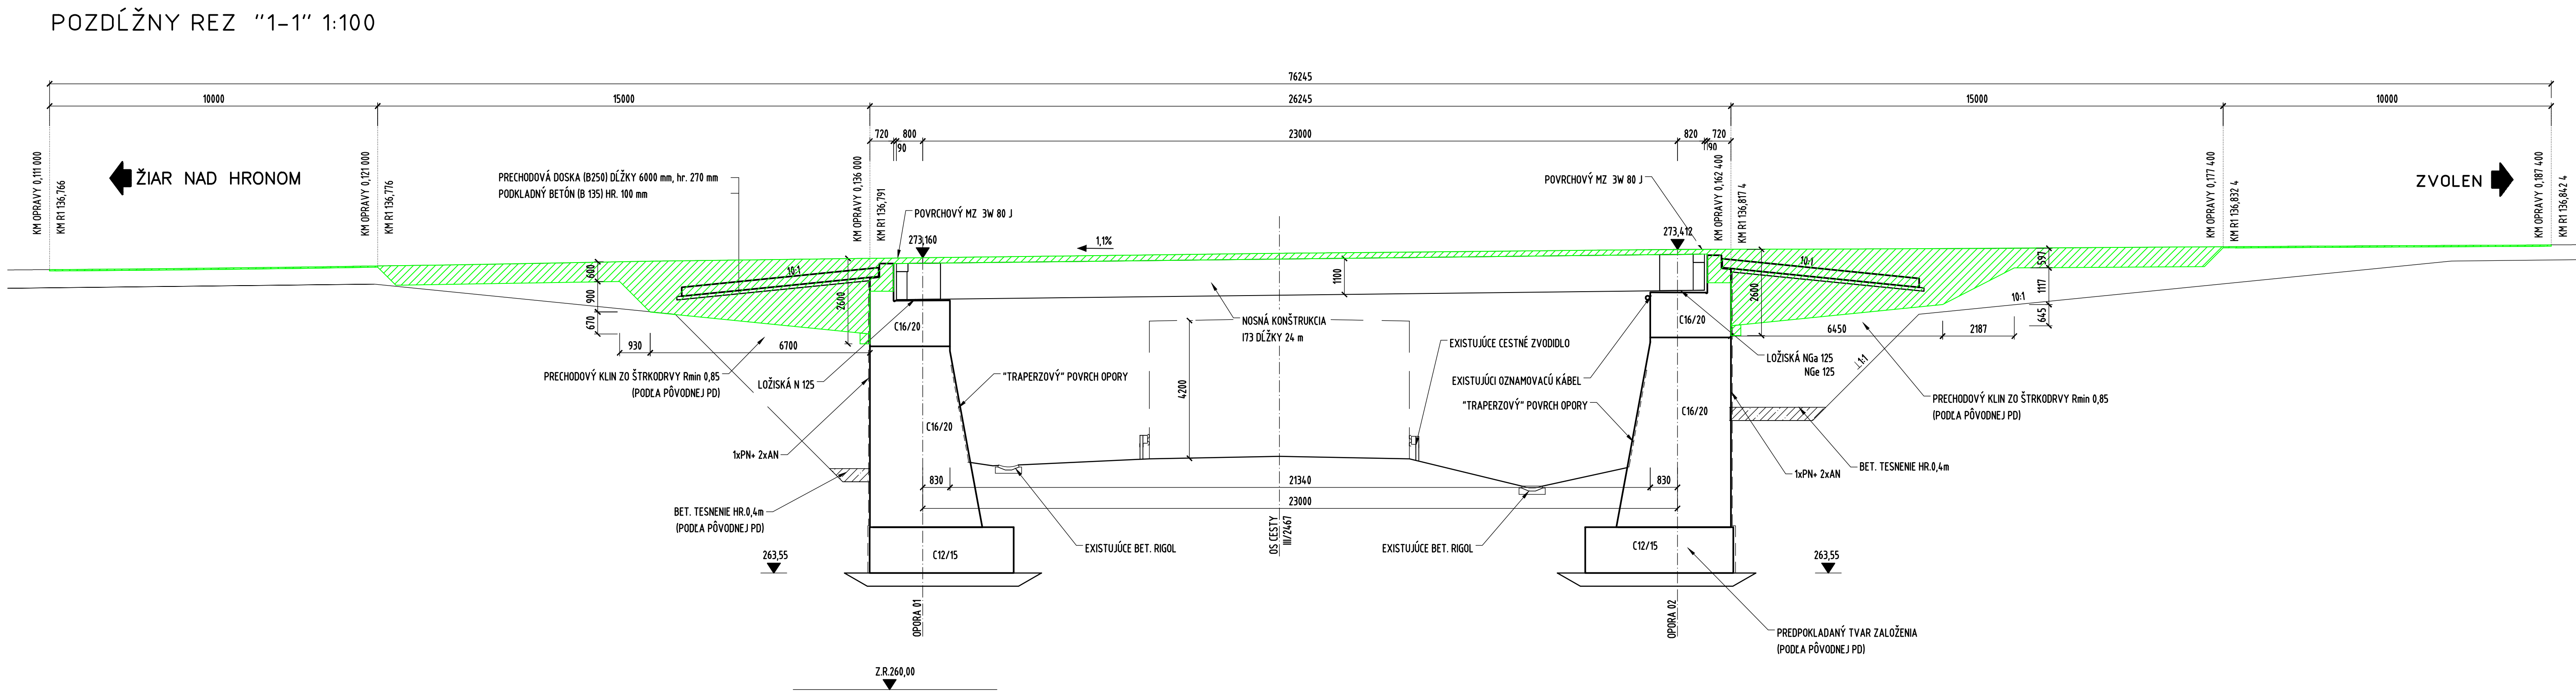 POZDĹŽNY REZ "1-1" 1:100
76245
10000
15000
26245
15000
10000
720
800
23000
820
720
90
90
KM OPRAVY 0,111 000
KM R1 136,766
KM OPRAVY 0,121 000
KM R1 136,776
KM OPRAVY 0,136 000
KM R1 136,791
KM OPRAVY 0,162 400
KM R1 136,817 4
KM OPRAVY 0,177 400
KM R1 136,832 4
KM OPRAVY 0,187 400
KM R1 136,842 4
ŽIAR NAD HRONOM
ZVOLEN
PRECHODOVÁ DOSKA (B250) DĹŽKY 6000 mm, hr. 270 mm
PODKLADNÝ BETÓN (B 135) HR. 100 mm
POVRCHOVÝ MZ 3W 80 J
POVRCHOVÝ MZ 3W 80 J
273,160
1,1%
273,412
600
900
670
10:1
2600
1100
2600
10:1
597
1117
645
10:1
C16/20
C16/20
NOSNÁ KONŠTRUKCIA
I73 DĹŽKY 24 m
930
6700
6450
2187
EXISTUJÚCE CESTNÉ ZVODIDLO
LOŽISKÁ NGa 125
NGe 125
1:1
PRECHODOVÝ KLIN ZO ŠTRKODRVY Rmin 0,85
(PODĽA PÔVODNEJ PD)
LOŽISKÁ N 125
"TRAPERZOVÝ" POVRCH OPORY
4200
EXISTUJÚCI OZNAMOVACÚ KÁBEL
"TRAPERZOVÝ" POVRCH OPORY
PRECHODOVÝ KLIN ZO ŠTRKODRVY Rmin 0,85
(PODĽA PÔVODNEJ PD)
C16/20
C16/20
1xPN+ 2xAN
BET. TESNENIE HR.0,4m
1xPN+ 2xAN
830
21340
830
23000
BET. TESNENIE HR.0,4m
(PODĽA PÔVODNEJ PD)
OS CESTY
III/2467
C12/15
EXISTUJÚCE BET. RIGOL
EXISTUJÚCE BET. RIGOL
C12/15
263,55
263,55
OPORA 01
OPORA 02
PREDPOKLADANÝ TVAR ZALOŽENIA
(PODĽA PÔVODNEJ PD)
Z.R.260,00